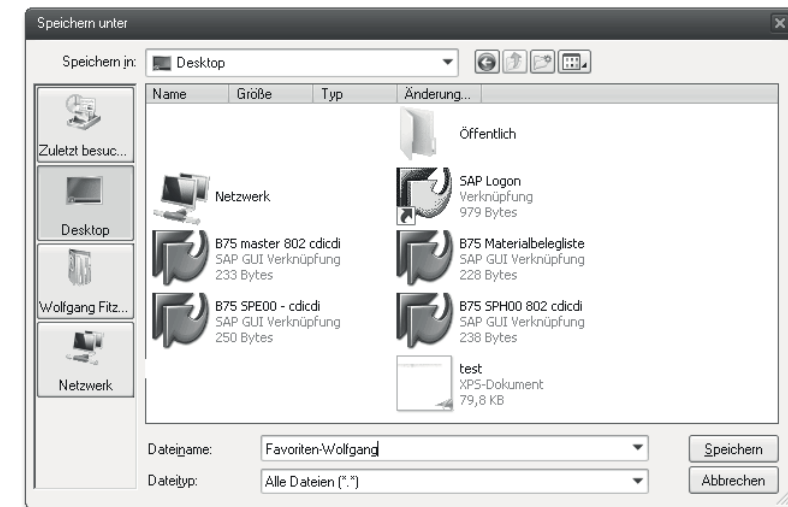 Speichern unter
Speichern in: Desktop
Name Größe Typ Änderung...
Zuletzt besuc...
Desktop
Wolfgang Fitz...
Netzwerk
Öffentlich
Netzwerk
SAP Logon
Verknüpfung
979 Bytes
B75 master 802 cdicdi
SAP GUI Verknüpfung
233 Bytes
B75 Materialbelegliste
SAP GUI Verknüpfung
228 Bytes
B75 SPE00 - cdicdi
SAP GUI Verknüpfung
250 Bytes
B75 SPH00 802 cdicdi
SAP GUI Verknüpfung
238 Bytes
test
XPS-Dokument
79,8 KB
Dateiname: Favoriten-Wolfgang Speichern
Dateityp: Alle Dateien (*.*) Abbrechen